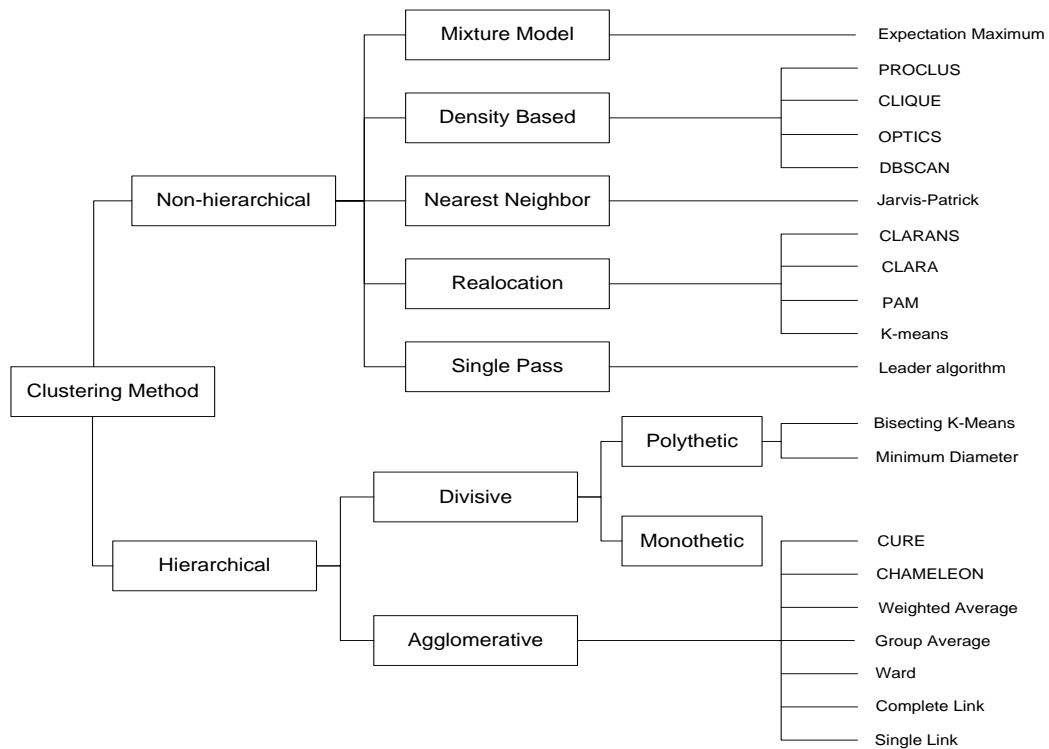 Mixture Model
Expectation Maximum
PROCLUS
CLIQUE
Density Based
OPTICS
DBSCAN
Non-hierarchical
Nearest Neighbor
Jarvis-Patrick
CLARANS
CLARA
Realocation
PAM
K-means
Single Pass
Leader algorithm
Clustering Method
Bisecting K-Means
Polythetic
Minimum Diameter
Divisive
Monothetic
CURE
Hierarchical
CHAMELEON
Weighted Average
Agglomerative
Group Average
Ward
Complete Link
Single Link